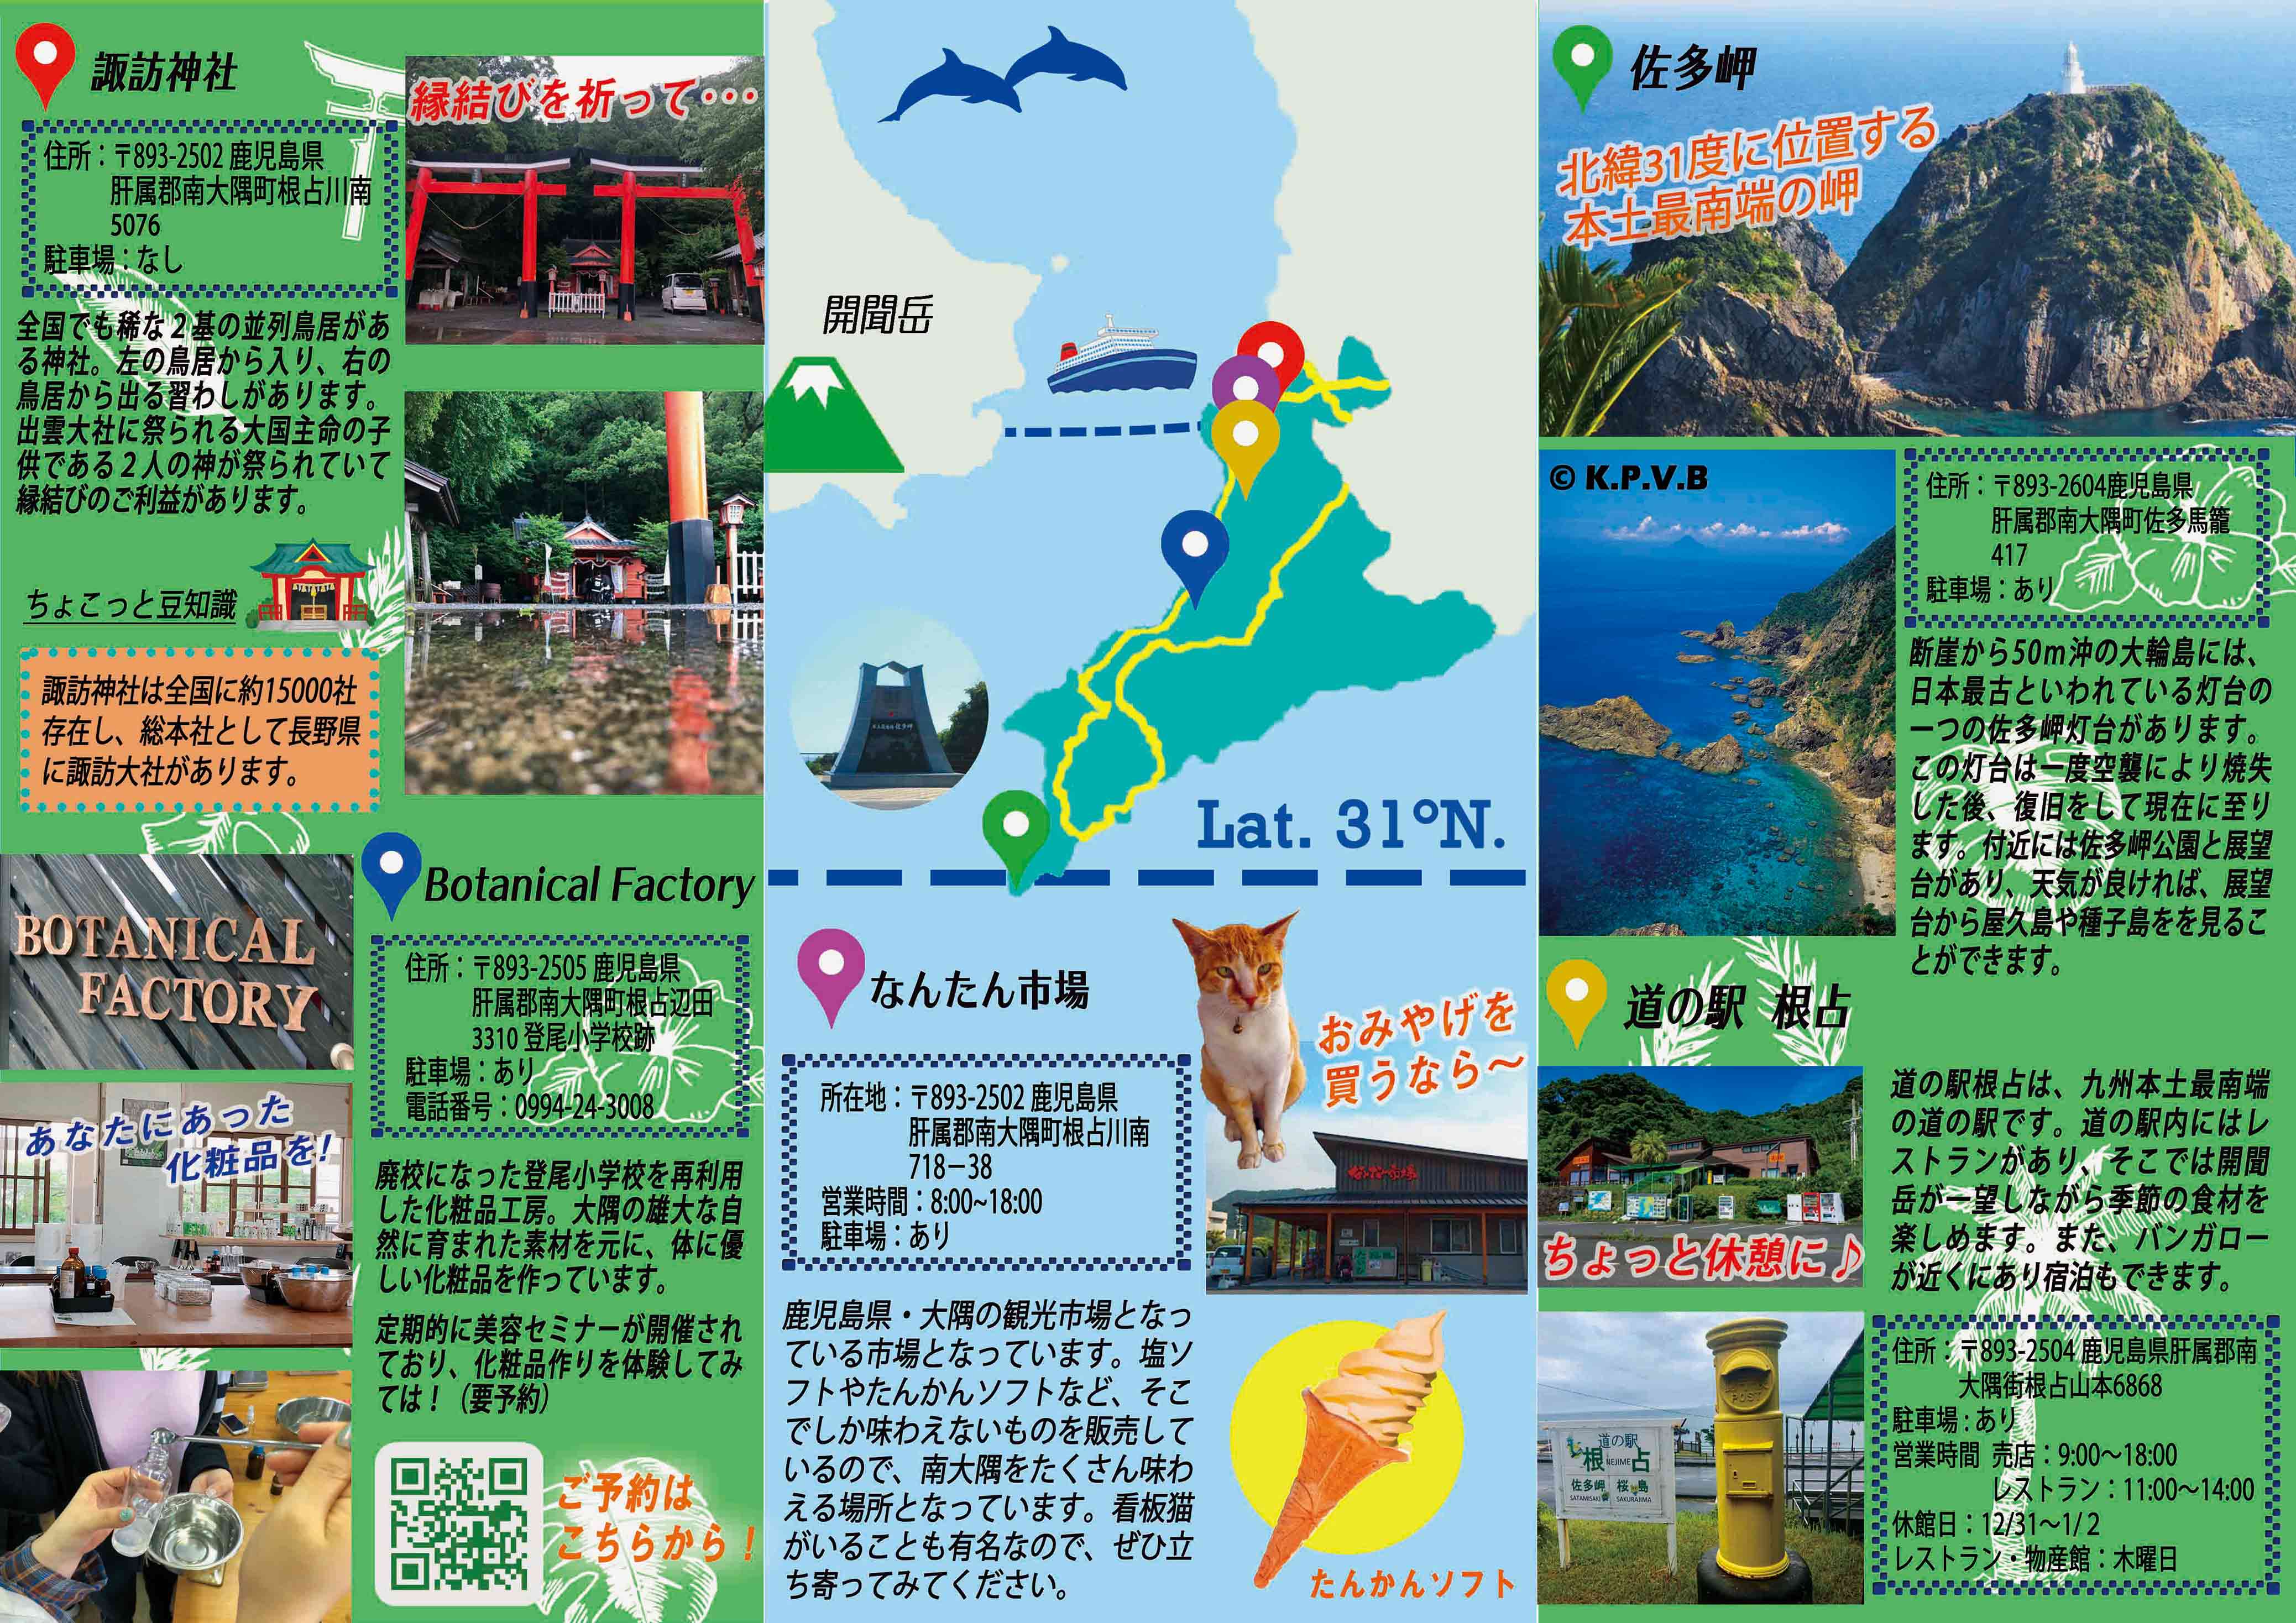 諏訪神社
縁結びを祈って・・・
住所：〒893-2502 鹿児島県
肝属郡南大隅町根占川南
5076
駐車場：なし
全国でも稀な２基の並列鳥居があ
る神社。左の鳥居から入り、右の
鳥居から出る習わしがあります。
出雲大社に祭られる大国主命の子
供である２人の神が祭られていて
縁結びのご利益があります。
ちょこっと豆知識
諏訪神社は全国に約15000社
存在し、総本社として長野県
に諏訪大社があります。
BOTANICAL
FACTORY
Botanical Factory
住所：〒893-2505 鹿児島県
肝属郡南大隅町根占辺田
3310 登尾小学校跡
駐車場：あり
電話番号：0994-24-3008
あなたにあった
化粧品を!
廃校になった登尾小学校を再利用
した化粧品工房。大隅の雄大な自
然に育まれた素材を元に、体に優
しい化粧品を作っています。
定期的に美容セミナーが開催され
ており、化粧品作りを体験してみ
ては！（要予約）
ご予約は
こちらから！
開聞岳
佐多岬
Lat. 31°N.
なんたん市場
おみやげを
買うなら～
所在地：〒893-2502 鹿児島県
肝属郡南大隅町根占川南
718－38
営業時間：8:00~18:00
駐車場：あり
なんたん市場
鹿児島県・大隅の観光市場となっ
ている市場となっています。塩ソ
フトやたんかんソフトなど、そこ
でしか味わえないものを販売して
いるので、南大隅をたくさん味わ
える場所となっています。看板猫
がいることも有名なので、ぜひ立
ち寄ってみてください。
たんかんソフト
佐多岬
北緯31度に位置する
本土最南端の岬
© K.P.V.B
住所：〒893-2604鹿児島県
肝属郡南大隅町佐多馬籠
417
駐車場：あり
断崖から50m沖の大輪島には、
日本最古といわれている灯台の
一つの佐多岬灯台があります。
この灯台は一度空襲により焼失
した後、復旧をして現在に至り
ます。付近には佐多岬公園と展望
台があり、天気が良ければ、展望
台から屋久島や種子島をを見るこ
とができます。
道の駅 根占
ちょっと休憩に♪
道の駅根占は、九州本土最南端
の道の駅です。道の駅内にはレ
ストランがあり、そこでは開聞
岳が一望しながら季節の食材を
楽しめます。また、バンガロー
が近くにあり宿泊もできます。
道の駅
根占
NEJIME
佐多岬 桜島
SATAMISAKI SAKURAJIMA
POST
住所：〒893-2504 鹿児島県肝属郡南
大隅街根占山本6868
駐車場：あり
営業時間 売店：9:00～18:00
レストラン：11:00～14:00
休館日：12/31～1/2
レストラン・物産館：木曜日